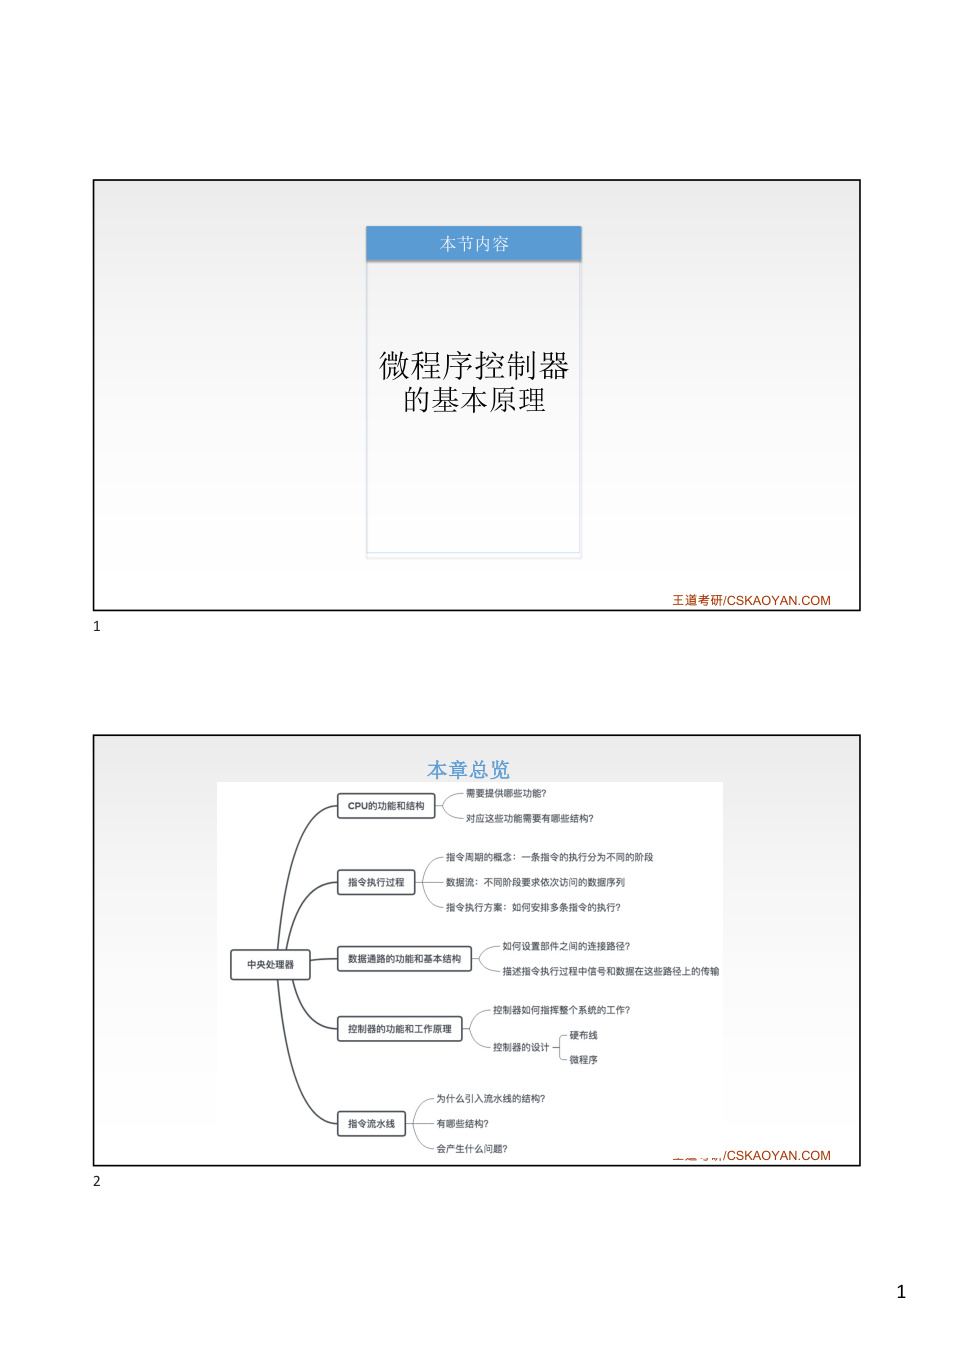 本节内容
微程序控制器
的基本原理
王道考研/CSKAOYAN.COM
1
本章总览
中央处理器
CPU的功能和结构
需要提供哪些功能?
对应这些功能需要有哪些结构?
指令执行过程
指令周期的概念：一条指令的执行分为不同的阶段
数据流：不同阶段要求依次访问的数据序列
指令执行方案：如何安排多条指令的执行?
数据通路的功能和基本结构
如何设置部件之间的连接路径?
描述指令执行过程中信号和数据在这些路径上的传输
控制器的功能和工作原理
控制器如何指挥整个系统的工作?
控制器的设计
硬布线
微程序
指令流水线
为什么引入流水线的结构?
有哪些结构?
会产生什么问题?
/CSKAOYAN.COM
2
1